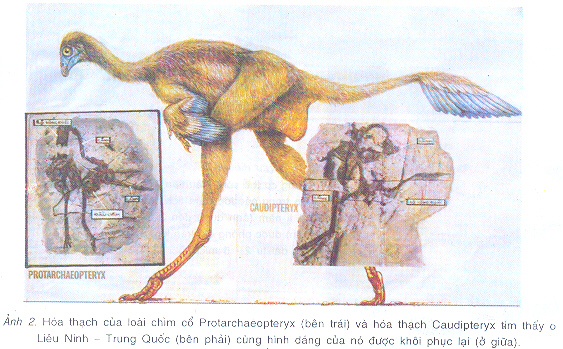 CAUDIPTERYX
PROTARCHAEOPTERYX
Ảnh 2. Hóa thạch của loài chim cổ Protarchaeopteryx (bên trái) và hóa thạch Caudipteryx tìm thấy o
Liêu Ninh – Trung Quốc (bên phải) cùng hình dáng của nó được khôi phục lại (ở giữa).